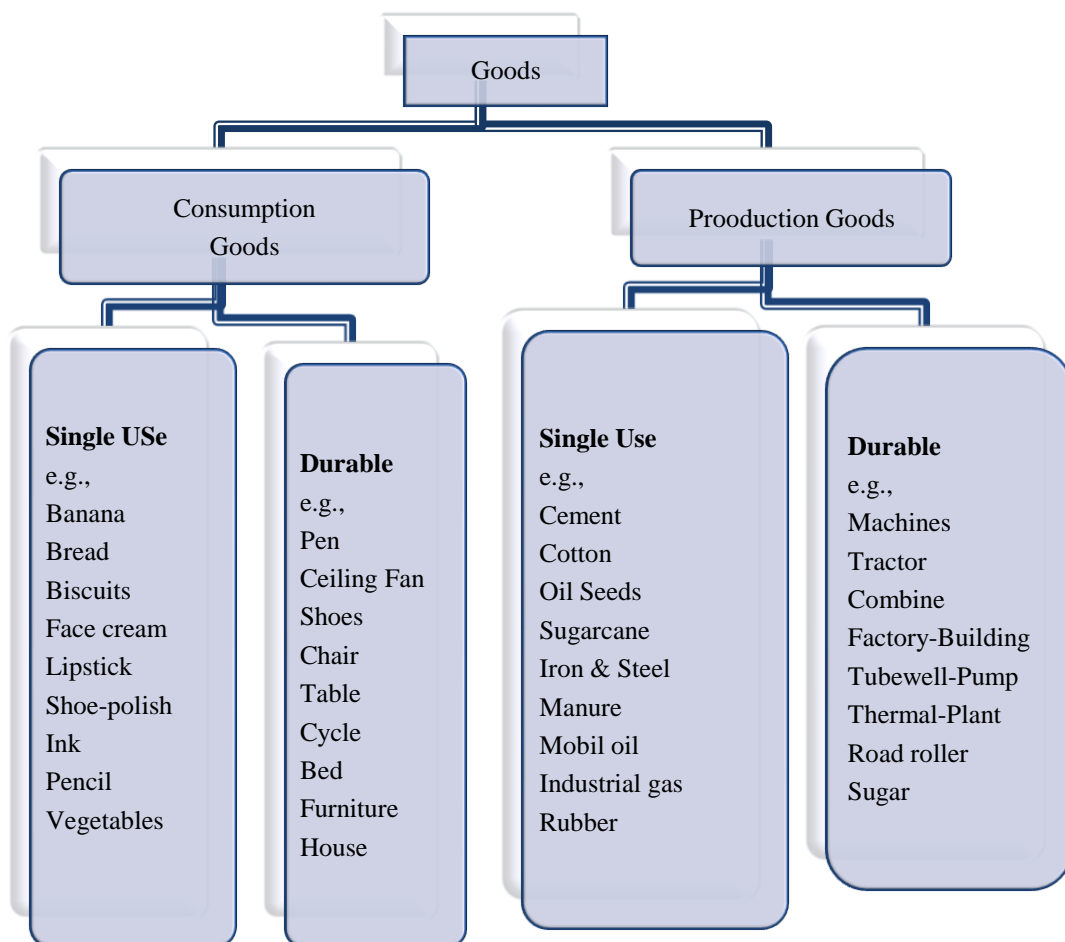 Goods
Consumption
Goods
Prooduction Goods
Single USe
e.g.,
Banana
Bread
Biscuits
Face cream
Lipstick
Shoe-polish
Ink
Pencil
Vegetables
Durable
e.g.,
Pen
Ceiling Fan
Shoes
Chair
Table
Cycle
Bed
Furniture
House
Single Use
e.g.,
Cement
Cotton
Oil Seeds
Sugarcane
Iron & Steel
Manure
Mobil oil
Industrial gas
Rubber
Durable
e.g.,
Machines
Tractor
Combine
Factory-Building
Tubewell-Pump
Thermal-Plant
Road roller
Sugar